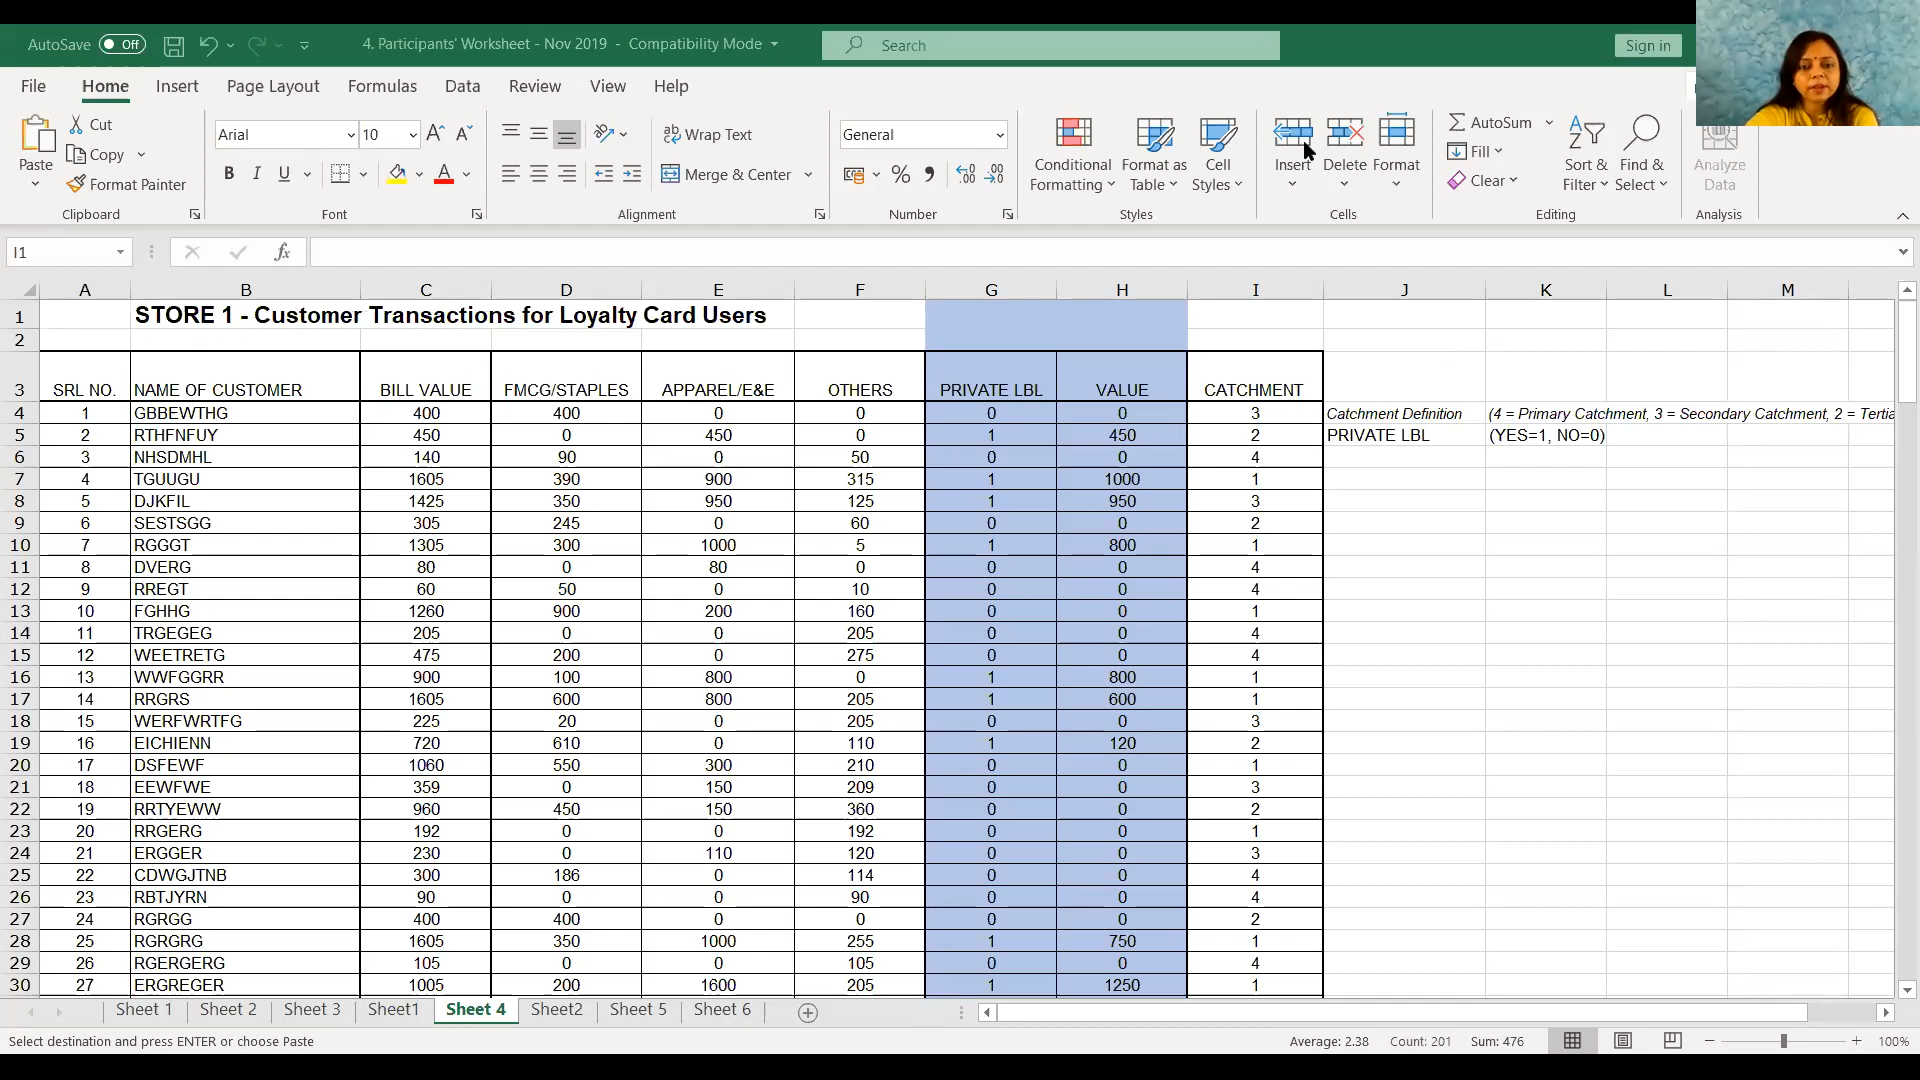 AutoSave Off 4. Participants' Worksheet - Nov 2019 - Compatibility Mode Search Sign in
File Home Insert Page Layout Formulas Data Review View Help
Paste Cut Copy Format Painter Clipboard
Arial 10 B I U A Font
Wrap Text Merge & Center Alignment
General % Number
Conditional Formatting Format as Table Cell Styles Styles
Insert Delete Format Cells
AutoSum Fill Clear Sort & Filter Find & Select Editing
Analyze Data Analysis
I1 fx
A B C D E F G H I J K L M
1 STORE 1 - Customer Transactions for Loyalty Card Users
2
3 SRL NO. NAME OF CUSTOMER BILL VALUE FMCG/STAPLES APPAREL/E&E OTHERS PRIVATE LBL VALUE CATCHMENT
4 1 GBBEWTHG 400 400 0 0 0 0 3 Catchment Definition (4 = Primary Catchment, 3 = Secondary Catchment, 2 = Tertia
5 2 RTHFNFUY 450 0 450 0 1 450 2 PRIVATE LBL (YES=1, NO=0)
6 3 NHSDMHL 140 90 0 50 0 0 4
7 4 TGUUGU 1605 390 900 315 1 1000 1
8 5 DJKFIL 1425 350 950 125 1 950 3
9 6 SESTSGG 305 245 0 60 0 0 2
10 7 RGGGT 1305 300 1000 5 1 800 1
11 8 DVERG 80 0 80 0 0 0 4
12 9 RREGT 60 50 0 10 0 0 4
13 10 FGHHG 1260 900 200 160 0 0 1
14 11 TRGEGEG 205 0 0 205 0 0 4
15 12 WEETRETG 475 200 0 275 0 0 4
16 13 WWFGGRR 900 100 800 0 1 800 1
17 14 RRGRS 1605 600 800 205 1 600 1
18 15 WERFWRTFG 225 20 0 205 0 0 3
19 16 EICHIENN 720 610 0 110 1 120 2
20 17 DSFEWF 1060 550 300 210 0 0 1
21 18 EEWFWE 359 0 150 209 0 0 3
22 19 RRTYEWW 960 450 150 360 0 0 2
23 20 RRGERG 192 0 0 192 0 0 1
24 21 ERGGER 230 0 110 120 0 0 3
25 22 CDWGJTNB 300 186 0 114 0 0 4
26 23 RBTJYRN 90 0 0 90 0 0 4
27 24 RGRGG 400 400 0 0 0 0 2
28 25 RGRGRG 1605 350 1000 255 1 750 1
29 26 RGERGERG 105 0 0 105 0 0 4
30 27 ERGREGER 1005 200 1600 205 1 1250 1
Sheet 1 Sheet 2 Sheet 3 Sheet1 Sheet 4 Sheet2 Sheet 5 Sheet 6
Select destination and press ENTER or choose Paste Average: 2.38 Count: 201 Sum: 476 100%